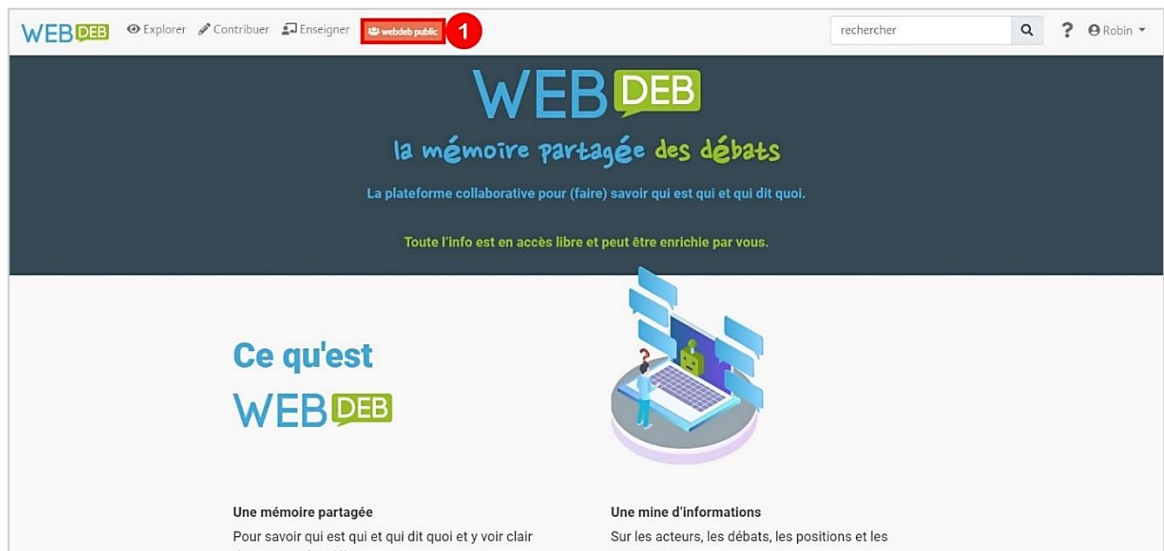 WEBDEB Explorer Contribuer Enseigner webdeb public 1 rechercher ? Robin
WEBDEB
la mémoire partagée des débats
La plateforme collaborative pour (faire) savoir qui est qui et qui dit quoi.
Toute l'info est en accès libre et peut être enrichie par vous.
Ce qu'est
WEBDEB
?
Une mémoire partagée
Pour savoir qui est qui et qui dit quoi et y voir clair
Une mine d'informations
Sur les acteurs, les débats, les positions et les